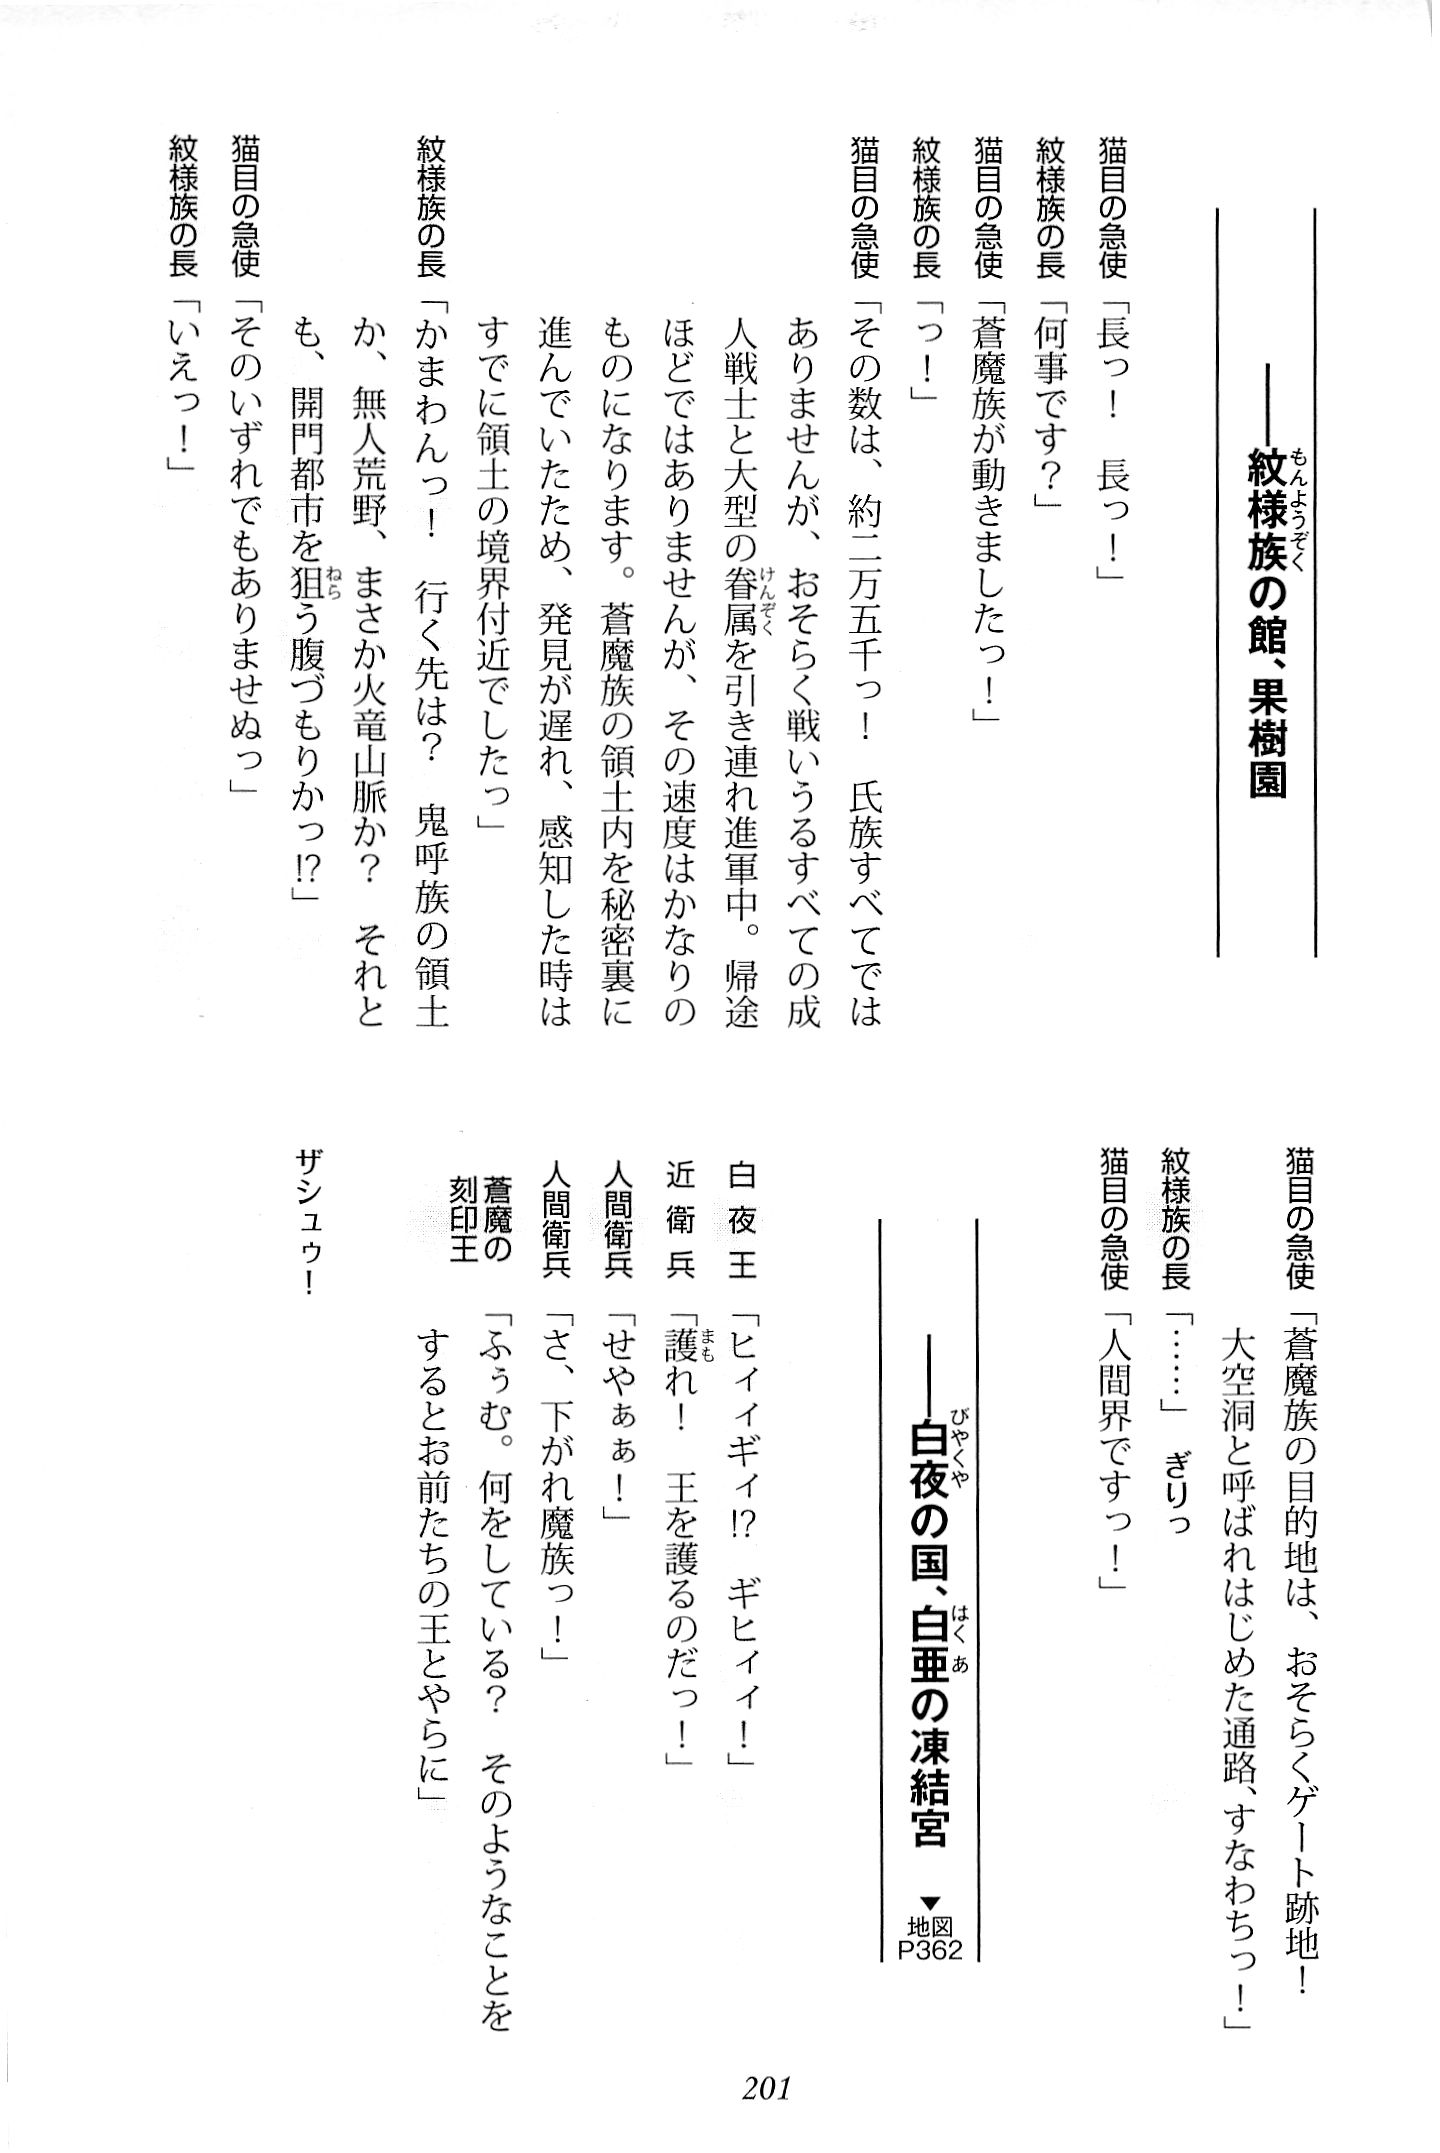 ――紋様族の館、果樹園
猫目の急使「長っ！　長っ！」
紋様族の長「何事です？」
猫目の急使「蒼魔族が動きましたっ！」
紋様族の長「っ！」
猫目の急使「その数は、約二万五千っ！　氏族すべてでは
ありませんが、おそらく戦いうるすべての成
人戦士と大型の眷属を引き連れ進軍中。帰途
ほどではありませんが、その速度はかなりの
ものになります。蒼魔族の領土内を秘密裏に
進んでいたため、発見が遅れ、感知した時は
すでに領土の境界付近でしたっ」
紋様族の長「かまわんっ！　行く先は？　鬼呼族の領土
か、無人荒野、まさか火竜山脈か？　それと
も、開門都市を狙う腹づもりかっ!?」
猫目の急使「そのいずれでもありませぬっ」
紋様族の長「いえっ！」
猫目の急使「蒼魔族の目的地は、おそらくゲート跡地！
大空洞と呼ばれはじめた通路、すなわちっ！」
紋様族の長「……」　ぎりっ
猫目の急使「人間界ですっ！」
――白夜の国、白亜の凍結宮　▼地図P362
白夜王「ヒィィギィ!?　ギヒィィ！」
近衛兵「護れ！　王を護るのだっ！」
人間衛兵「せやぁぁ！」
人間衛兵「さ、下がれ魔族っ！」
蒼魔の刻印王「ふぅむ。何をしている？　そのようなことを
するとお前たちの王とやらに」
ザシュゥ！
201